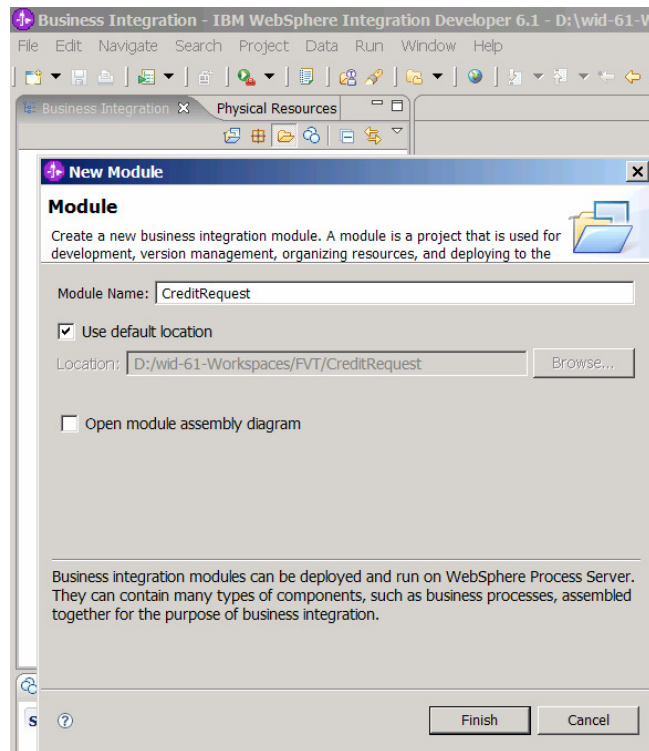 Business Integration - IBM WebSphere Integration Developer 6.1 - D:\wid-61-W
File Edit Navigate Search Project Data Run Window Help
Business Integration Physical Resources
New Module
Module
Create a new business integration module. A module is a project that is used for
development, version management, organizing resources, and deploying to the
Module Name: CreditRequest
Use default location
Location: D:/wid-61-Workspaces/FVT/CreditRequest Browse...
Open module assembly diagram
Business integration modules can be deployed and run on WebSphere Process Server.
They can contain many types of components, such as business processes, assembled
together for the purpose of business integration.
S
Finish Cancel